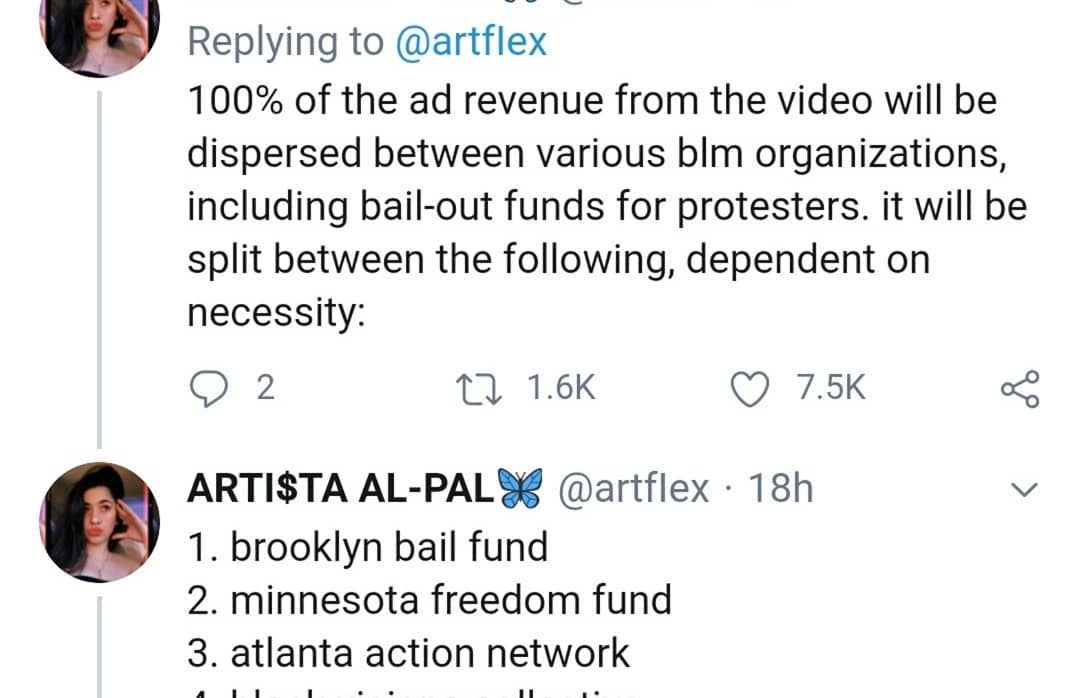 Replying to @artflex
100% of the ad revenue from the video will be
dispersed between various blm organizations,
including bail-out funds for protesters. it will be
split between the following, dependent on
necessity:
2 1.6K 7.5K
ARTI$TA AL-PAL🦋 @artflex · 18h
1. brooklyn bail fund
2. minnesota freedom fund
3. atlanta action network